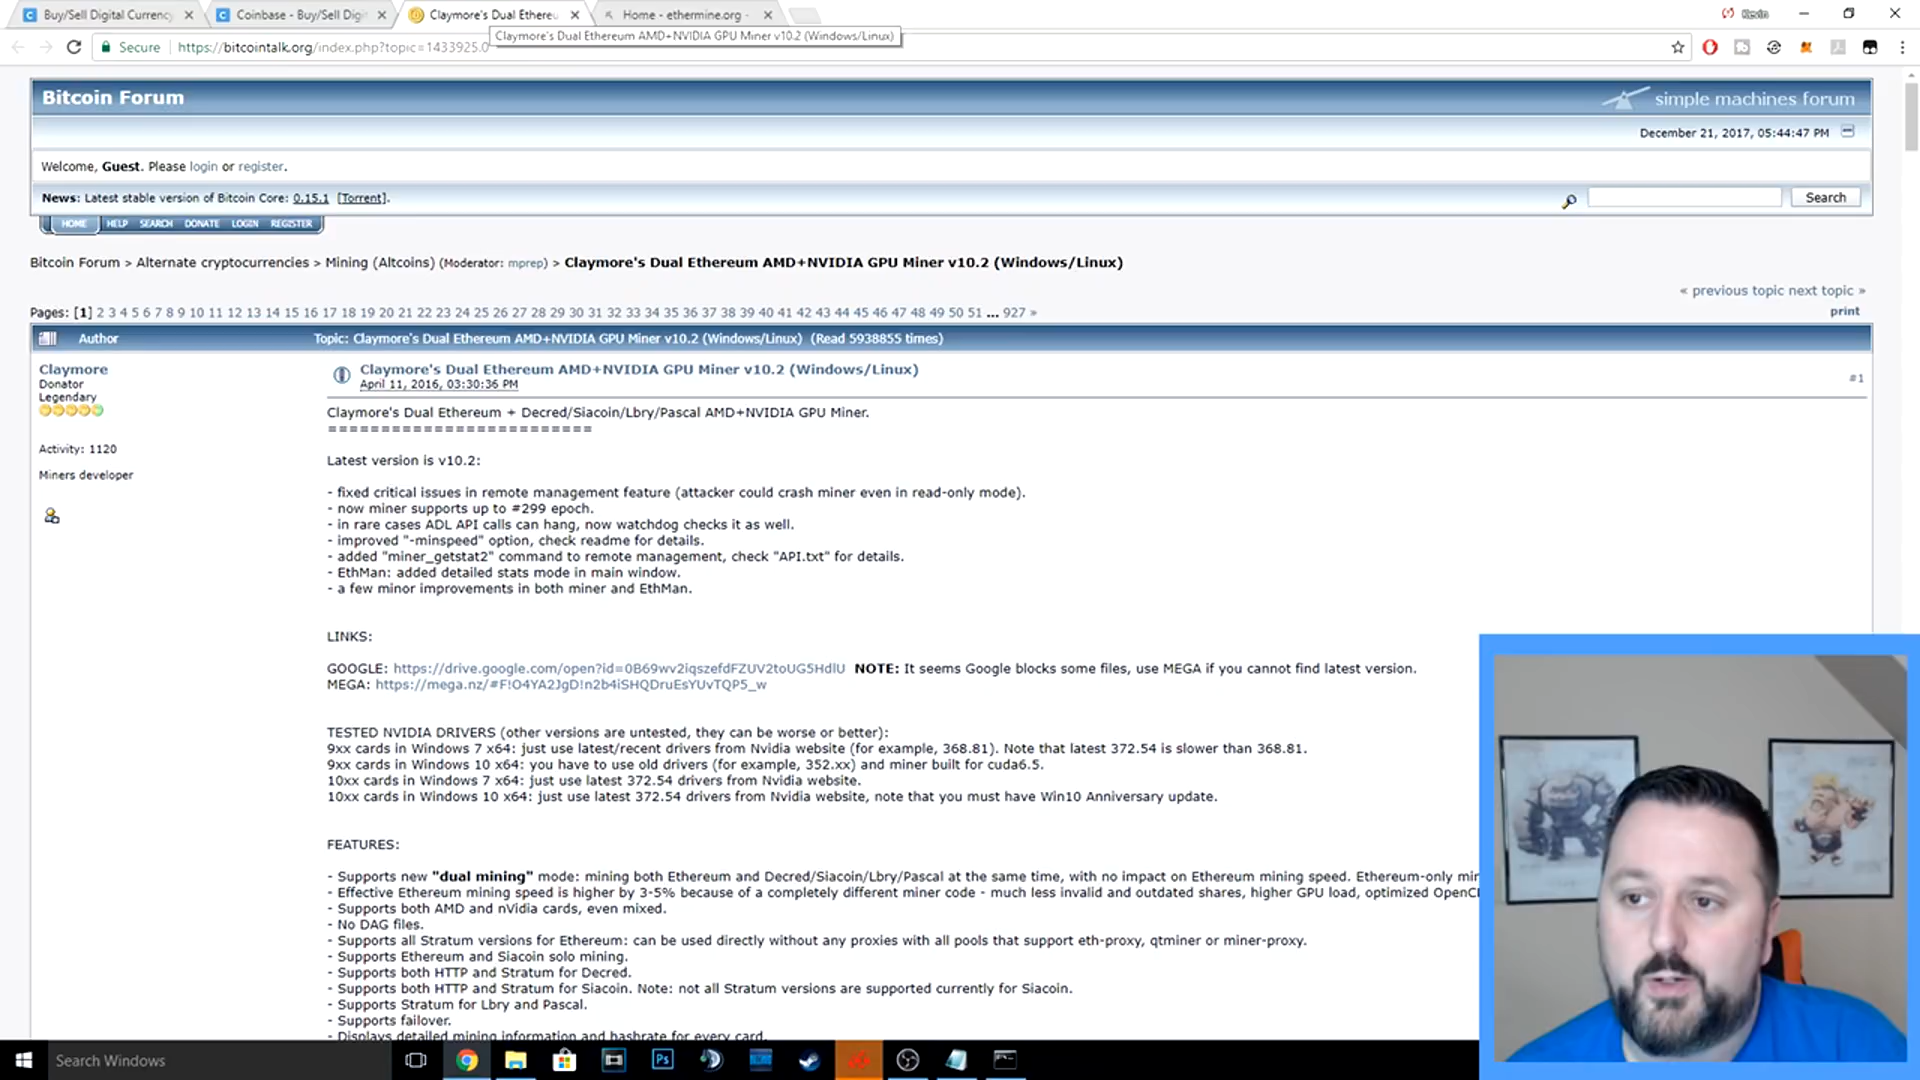 Buy/Sell Digital Currency
Coinbase - Buy/Sell Digi
Claymore's Dual Ethereu
Home - ethermine.org -
Kevin
Claymore's Dual Ethereum AMD+NVIDIA GPU Miner v10.2 (Windows/Linux)
Secure
https://bitcointalk.org/index.php?topic=1433925.0
Bitcoin Forum
simple machines forum
December 21, 2017, 05:44:47 PM
Welcome, Guest. Please login or register.
News: Latest stable version of Bitcoin Core: 0.15.1 [Torrent].
Search
HOME HELP SEARCH DONATE LOGIN REGISTER
Bitcoin Forum > Alternate cryptocurrencies > Mining (Altcoins) (Moderator: mprep) > Claymore's Dual Ethereum AMD+NVIDIA GPU Miner v10.2 (Windows/Linux)
« previous topic next topic »
Pages: [1] 2 3 4 5 6 7 8 9 10 11 12 13 14 15 16 17 18 19 20 21 22 23 24 25 26 27 28 29 30 31 32 33 34 35 36 37 38 39 40 41 42 43 44 45 46 47 48 49 50 51 ... 927 »
print
Author
Topic: Claymore's Dual Ethereum AMD+NVIDIA GPU Miner v10.2 (Windows/Linux) (Read 5938855 times)
Claymore
Donator
Legendary
Activity: 1120
Miners developer
Claymore's Dual Ethereum AMD+NVIDIA GPU Miner v10.2 (Windows/Linux)
April 11, 2016, 03:30:36 PM
#1
Claymore's Dual Ethereum + Decred/Siacoin/Lbry/Pascal AMD+NVIDIA GPU Miner.
=========================
Latest version is v10.2:
- fixed critical issues in remote management feature (attacker could crash miner even in read-only mode).
- now miner supports up to #299 epoch.
- in rare cases ADL API calls can hang, now watchdog checks it as well.
- improved "-minspeed" option, check readme for details.
- added "miner_getstat2" command to remote management, check "API.txt" for details.
- EthMan: added detailed stats mode in main window.
- a few minor improvements in both miner and EthMan.
LINKS:
GOOGLE: https://drive.google.com/open?id=0B69wv2iqszefdFZUV2toUG5HdlU NOTE: It seems Google blocks some files, use MEGA if you cannot find latest version.
MEGA: https://mega.nz/#F!O4YA2JgD!n2b4iSHQDruEsYUvTQP5_w
TESTED NVIDIA DRIVERS (other versions are untested, they can be worse or better):
9xx cards in Windows 7 x64: just use latest/recent drivers from Nvidia website (for example, 368.81). Note that latest 372.54 is slower than 368.81.
9xx cards in Windows 10 x64: you have to use old drivers (for example, 352.xx) and miner built for cuda6.5.
10xx cards in Windows 7 x64: just use latest 372.54 drivers from Nvidia website.
10xx cards in Windows 10 x64: just use latest 372.54 drivers from Nvidia website, note that you must have Win10 Anniversary update.
FEATURES:
- Supports new "dual mining" mode: mining both Ethereum and Decred/Siacoin/Lbry/Pascal at the same time, with no impact on Ethereum mining speed. Ethereum-only mi
- Effective Ethereum mining speed is higher by 3-5% because of a completely different miner code - much less invalid and outdated shares, higher GPU load, optimized OpenC
- Supports both AMD and nVidia cards, even mixed.
- No DAG files.
- Supports all Stratum versions for Ethereum: can be used directly without any proxies with all pools that support eth-proxy, qtminer or miner-proxy.
- Supports Ethereum and Siacoin solo mining.
- Supports both HTTP and Stratum for Decred.
- Supports both HTTP and Stratum for Siacoin. Note: not all Stratum versions are supported currently for Siacoin.
- Supports Stratum for Lbry and Pascal.
- Supports failover.
- Displays detailed mining information and hashrate for every card.
Search Windows
Ps